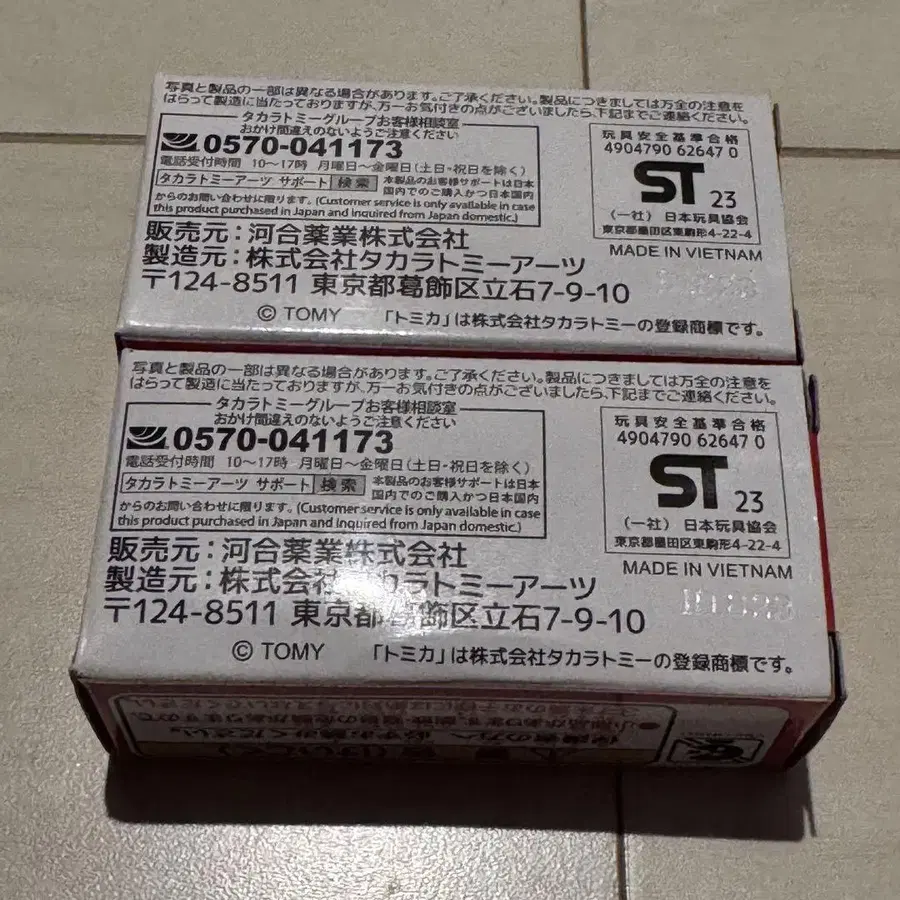 写真と製品の一部は異なる場合があります。ご了承ください。製品につきましては万全の注意を
はらって製造に当たっておりますが、万一お気付きの点がございましたら、下記までご連絡ください。
タカラトミーグループお客様相談室
おかけ間違えのないようご注意ください
0570-041173
電話受付時間 10〜17時 月曜日〜金曜日(土日・祝日を除く)
タカラトミーアーツ サポート 検索 本製品のお客様サポートは日本
国内でのご購入かつ日本国内
からのお問い合わせに限ります。(Customer service is only available in case
this product purchased in Japan and inquired from Japan domestic.)
玩具安全基準合格
4904790 62647 0
ST 23
(一社) 日本玩具協会
東京都墨田区東駒形4-22-4
MADE IN VIETNAM
販売元:河合薬業株式会社
製造元:株式会社タカラトミーアーツ
〒124-8511 東京都葛飾区立石7-9-10
© TOMY 「トミカ」は株式会社タカラトミーの登録商標です。
写真と製品の一部は異なる場合があります。ご了承ください。製品につきましては万全の注意を
はらって製造に当たっておりますが、万一お気付きの点がございましたら、下記までご連絡ください。
タカラトミーグループお客様相談室
おかけ間違えのないようご注意ください
0570-041173
電話受付時間 10〜17時 月曜日〜金曜日(土日・祝日を除く)
タカラトミーアーツ サポート 検索 本製品のお客様サポートは日本
国内でのご購入かつ日本国内
からのお問い合わせに限ります。(Customer service is only available in case
this product purchased in Japan and inquired from Japan domestic.)
玩具安全基準合格
4904790 62647 0
ST 23
(一社) 日本玩具協会
東京都墨田区東駒形4-22-4
MADE IN VIETNAM
販売元:河合薬業株式会社
製造元:株式会社タカラトミーアーツ
〒124-8511 東京都葛飾区立石7-9-10
© TOMY 「トミカ」は株式会社タカラトミーの登録商標です。